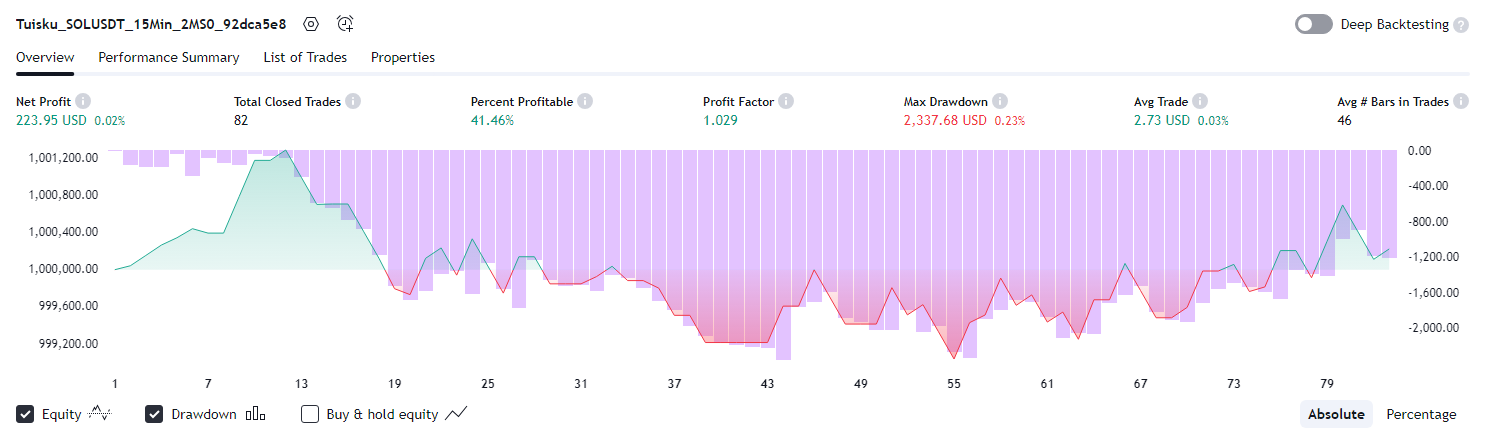 Tuisku_SOLUSDT_15Min_2MS0_92dca5e8 Deep Backtesting ?
Overview Performance Summary List of Trades Properties
Net Profit Total Closed Trades Percent Profitable Profit Factor Max Drawdown Avg Trade Avg # Bars in Trades
223.95 USD 0.02% 82 41.46% 1.029 2,337.68 USD 0.23% 2.73 USD 0.03% 46
1,001,200.00 0.00
1,000,800.00 -400.00
1,000,400.00 -800.00
1,000,000.00 -1,200.00
999,600.00 -1,600.00
999,200.00 -2,000.00
1 7 13 19 25 31 37 43 49 55 61 67 73 79
Equity Drawdown Buy & hold equity Absolute Percentage